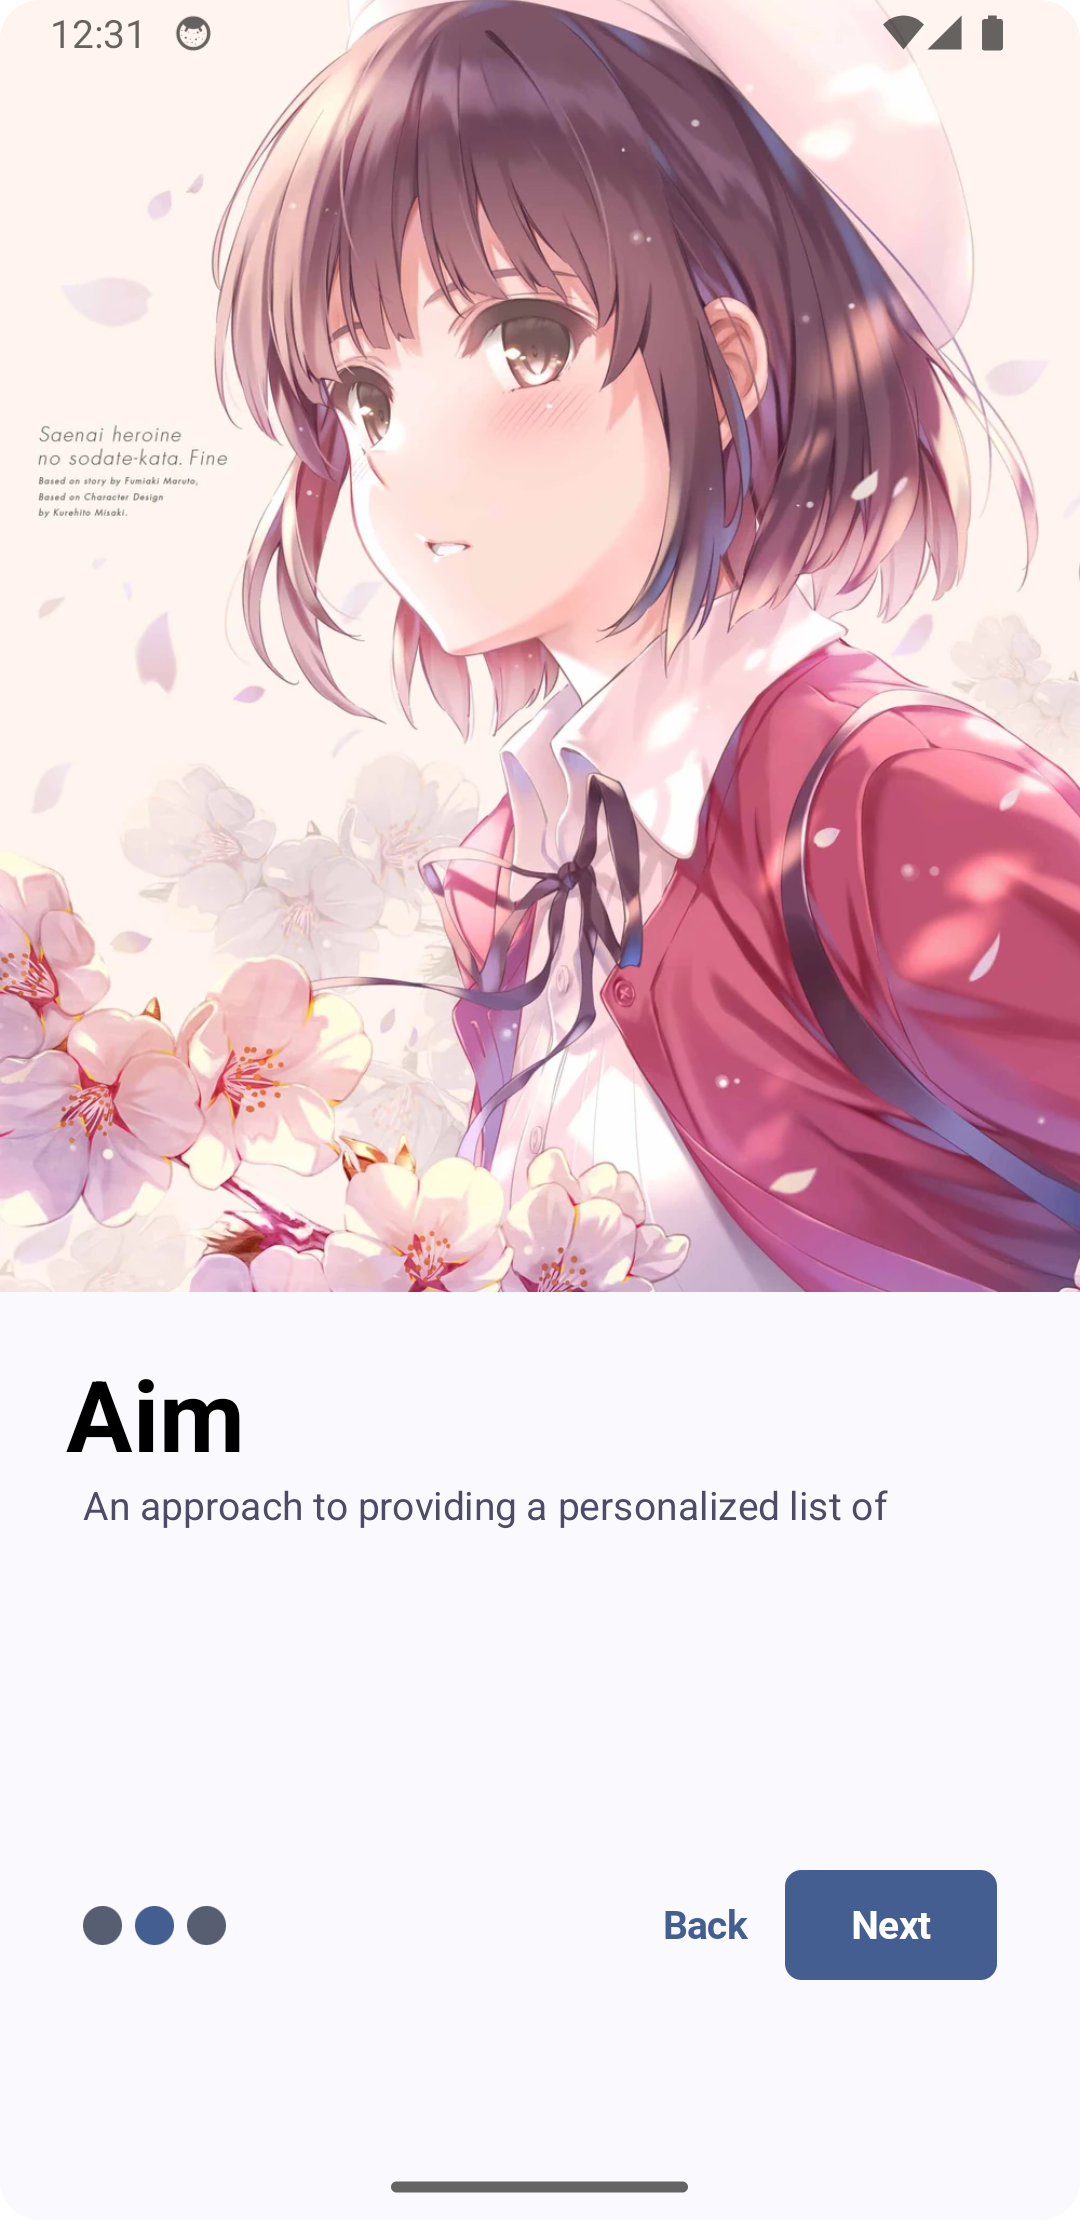 12:31
Saenai heroine
no sodate-kata. Fine
Based on story by Fumiaki Maruto,
Based on Character Design
by Kurehito Misaki.
Aim
An approach to providing a personalized list of
Back
Next